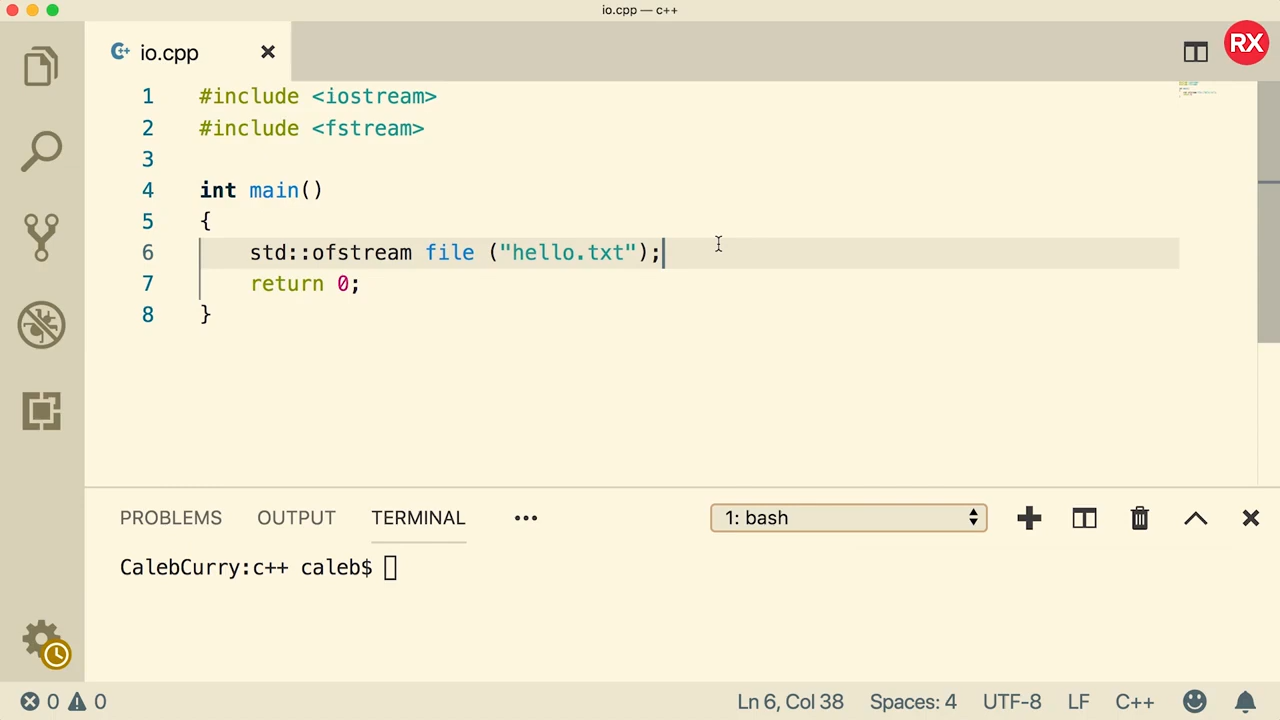 io.cpp — c++
io.cpp
RX
1 #include <iostream>
2 #include <fstream>
3
4 int main()
5 {
6 std::ofstream file ("hello.txt");
7 return 0;
8 }
PROBLEMS OUTPUT TERMINAL ••• 1: bash
CalebCurry:c++ caleb$
0 0 Ln 6, Col 38 Spaces: 4 UTF-8 LF C++